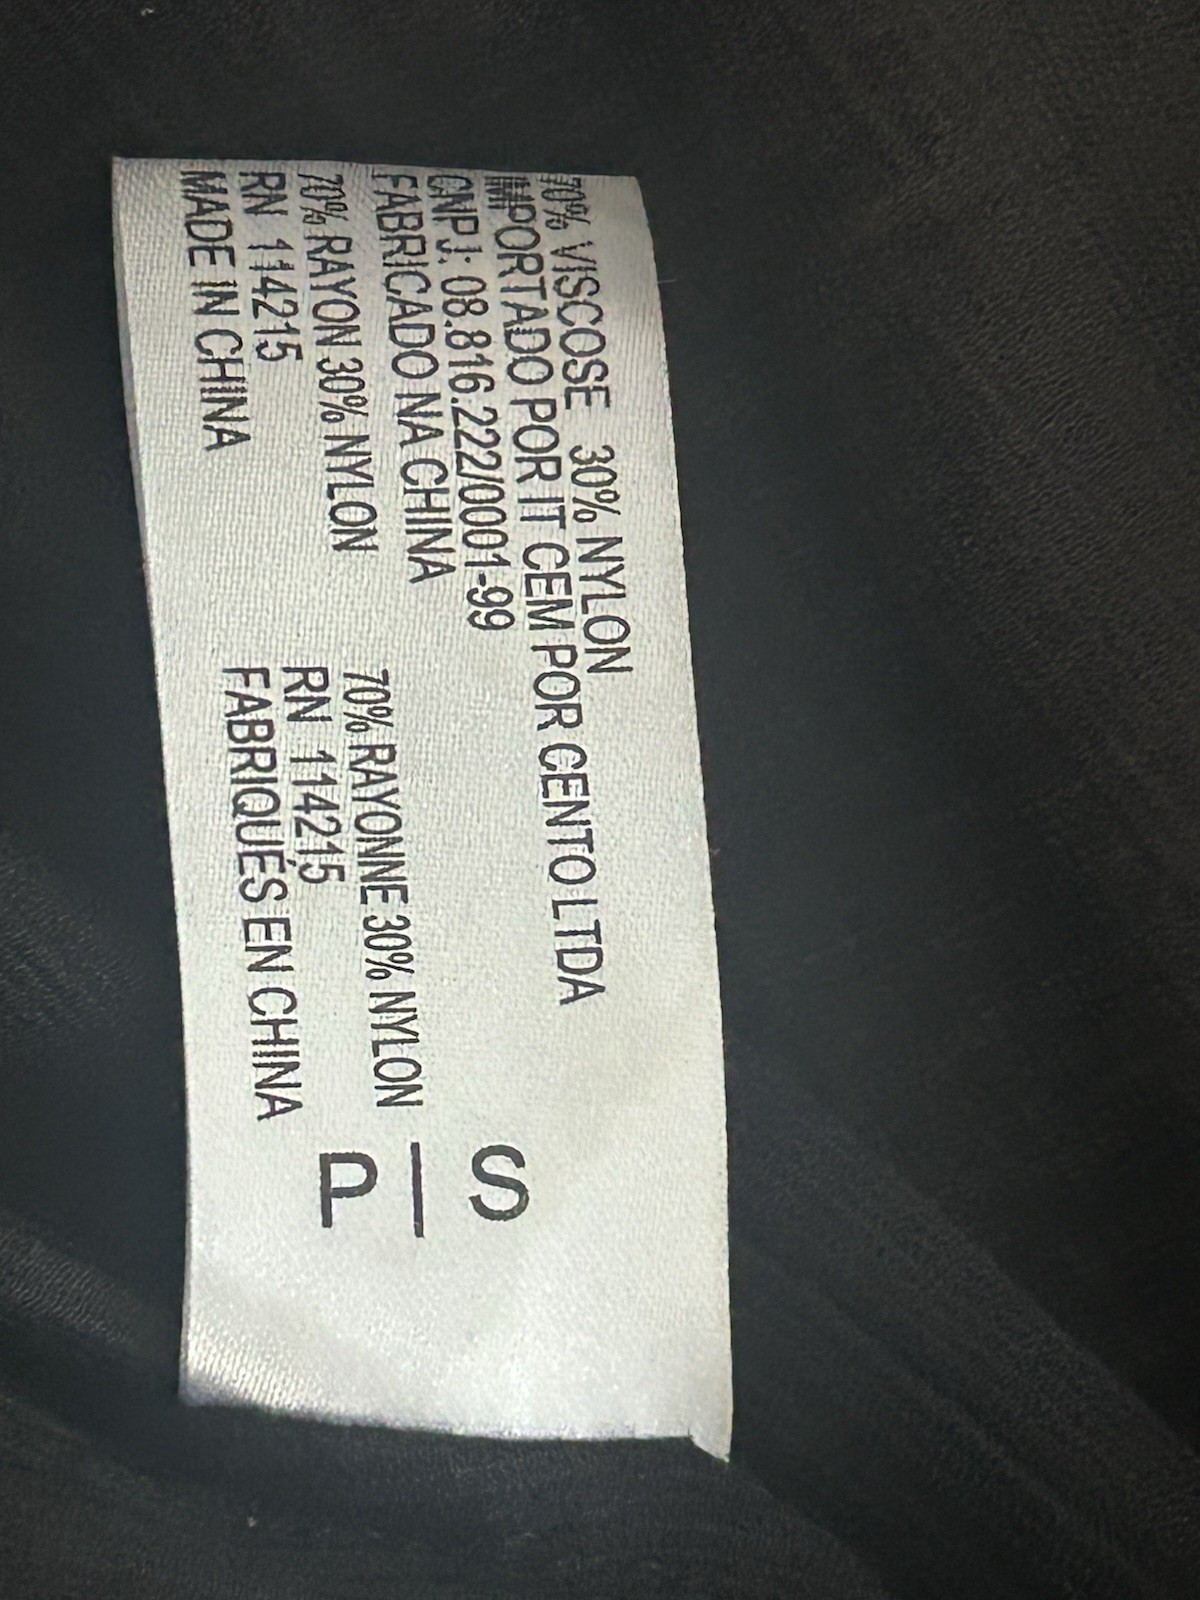 70% VISCOSE 30% NYLON
IMPORTADO POR IT CEM POR CENTO LTDA
CNPJ: 08.816.222/0001-99
FABRICADO NA CHINA
70% RAYON 30% NYLON
RN 114215
MADE IN CHINA
70% RAYONNE 30% NYLON
RN 114215
FABRIQUÉS EN CHINA
S
P